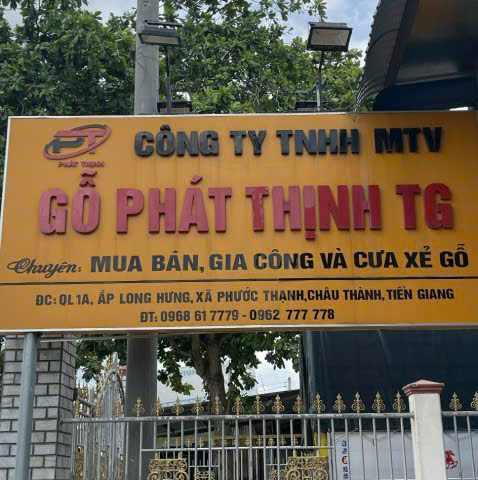 PT
PHÁT THỊNH
CÔNG TY TNHH MTV
GỖ PHÁT THỊNH TG
Chuyên: MUA BÁN, GIA CÔNG VÀ CƯA XẺ GỖ
ĐC: QL1A, ẤP LONG HƯNG, XÃ PHƯỚC THẠNH, CHÂU THÀNH, TIỀN GIANG
ĐT: 0968 61 7779 - 0962 777 778